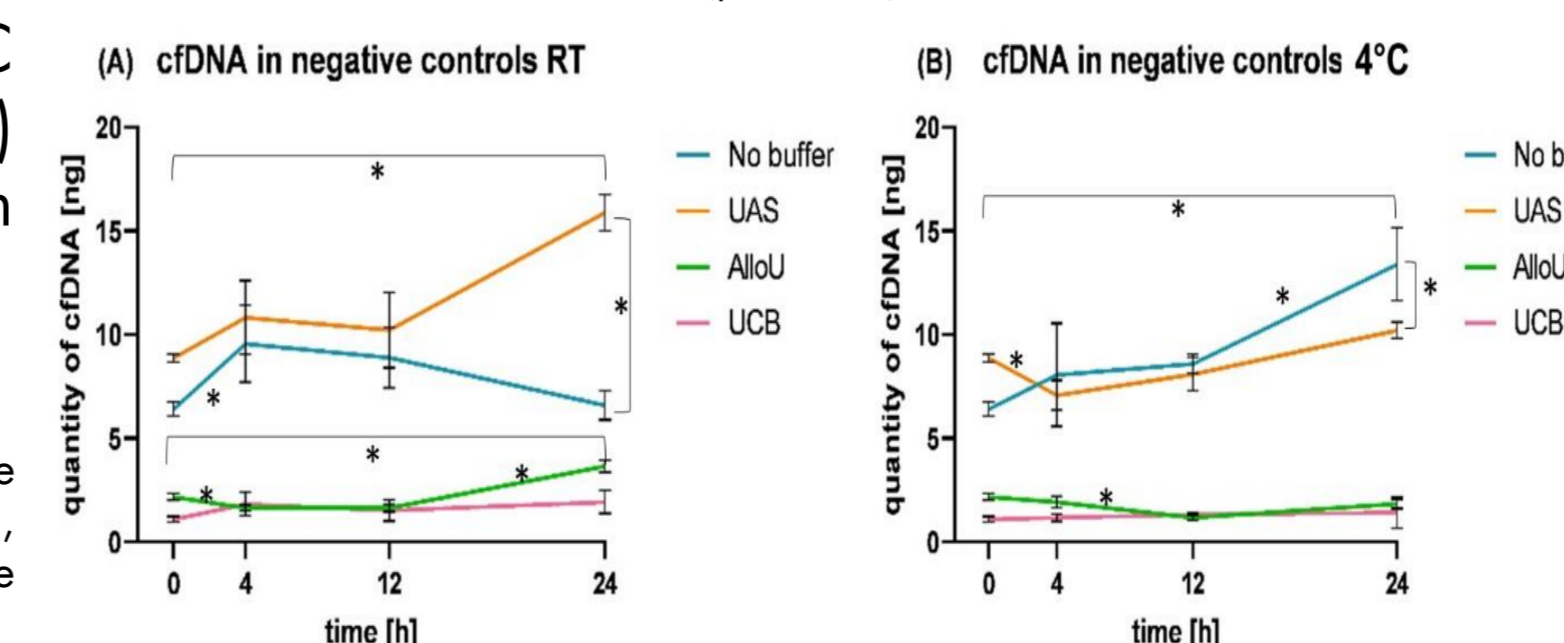 C
)
n
e
,
e
(A) cfDNA in negative controls RT
quantity of cfDNA [ng]
20
15
10
5
0
*
*
*
*
*
*
0 4 12 24
time [h]
No buffer
UAS
AlloU
UCB
(B) cfDNA in negative controls 4°C
quantity of cfDNA [ng]
20
15
10
5
0
*
*
*
*
*
0 4 12 24
time [h]
No b
UAS
AlloU
UCB